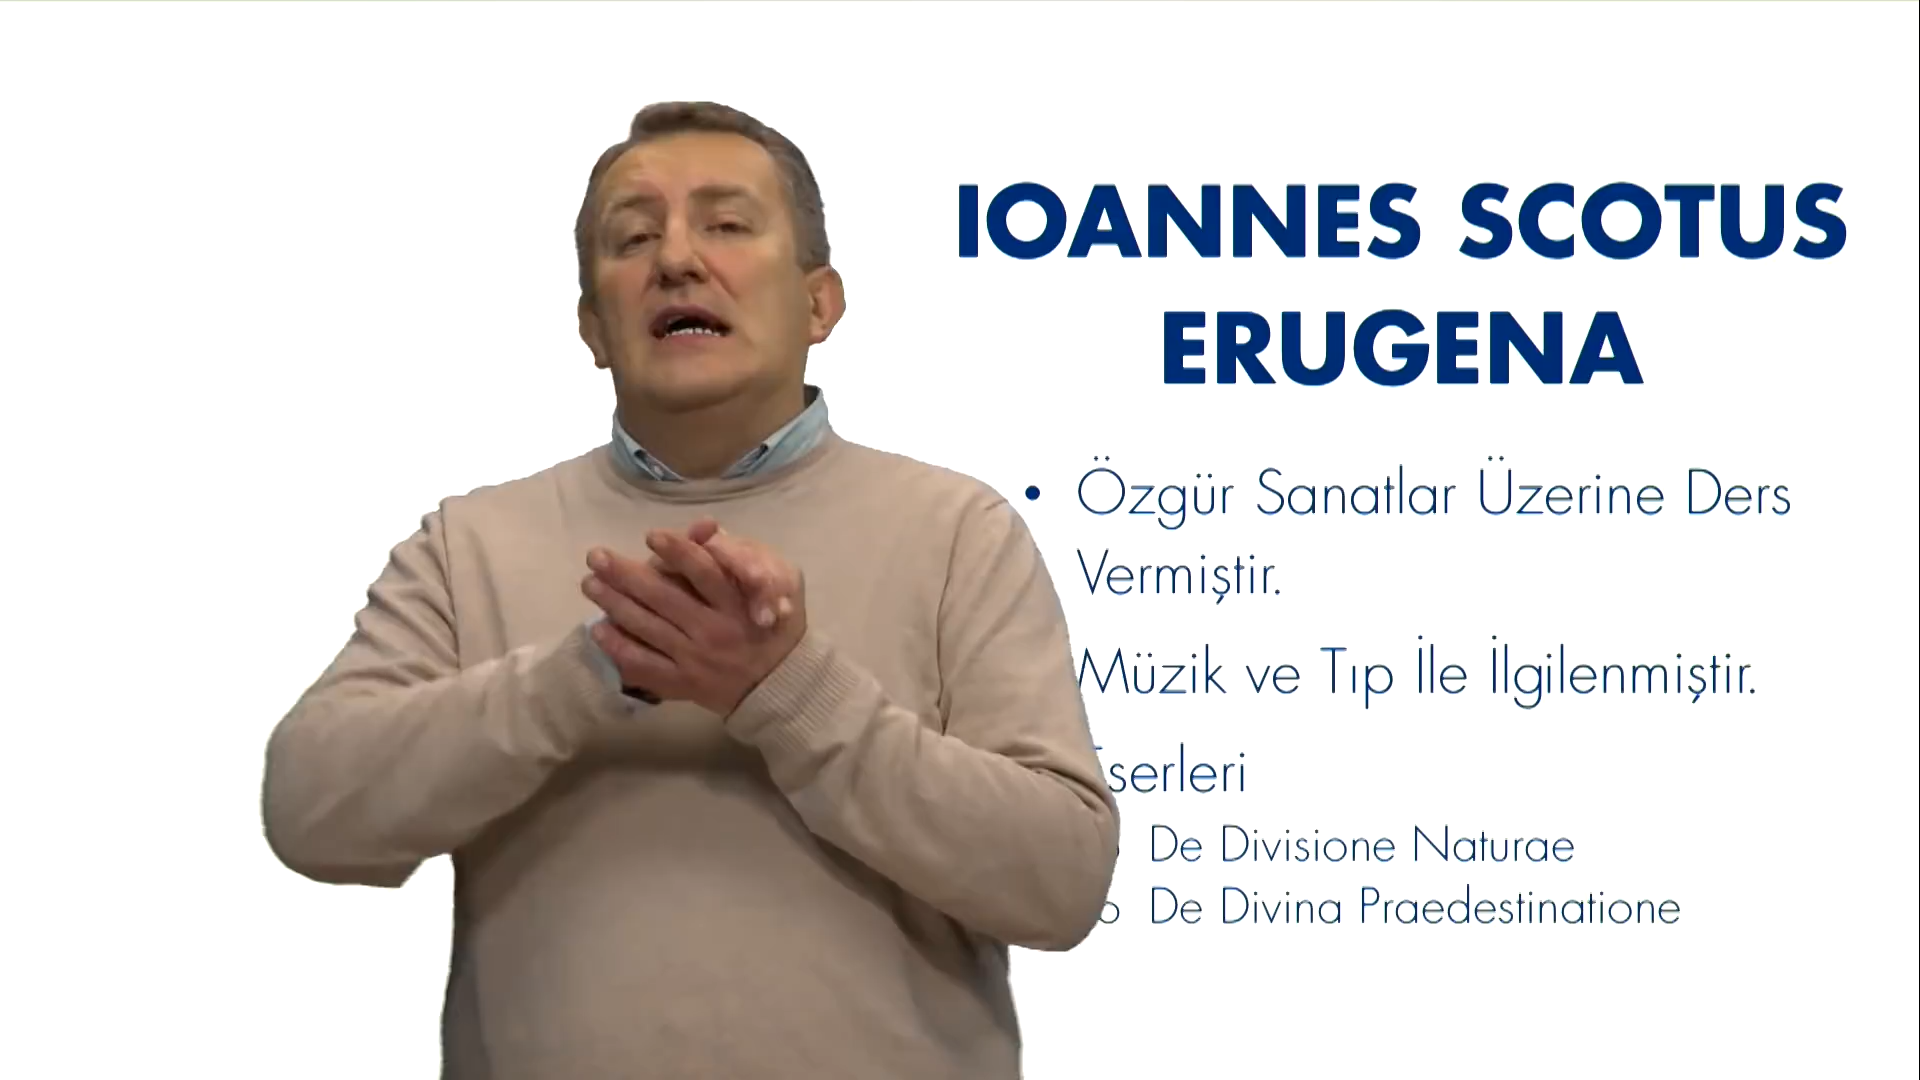 IOANNES SCOTUS
ERUGENA
• Özgür Sanatlar Üzerine Ders
Vermiştir.
Müzik ve Tıp İle İlgilenmiştir.
serleri
o De Divisione Naturae
o De Divina Praedestinatione